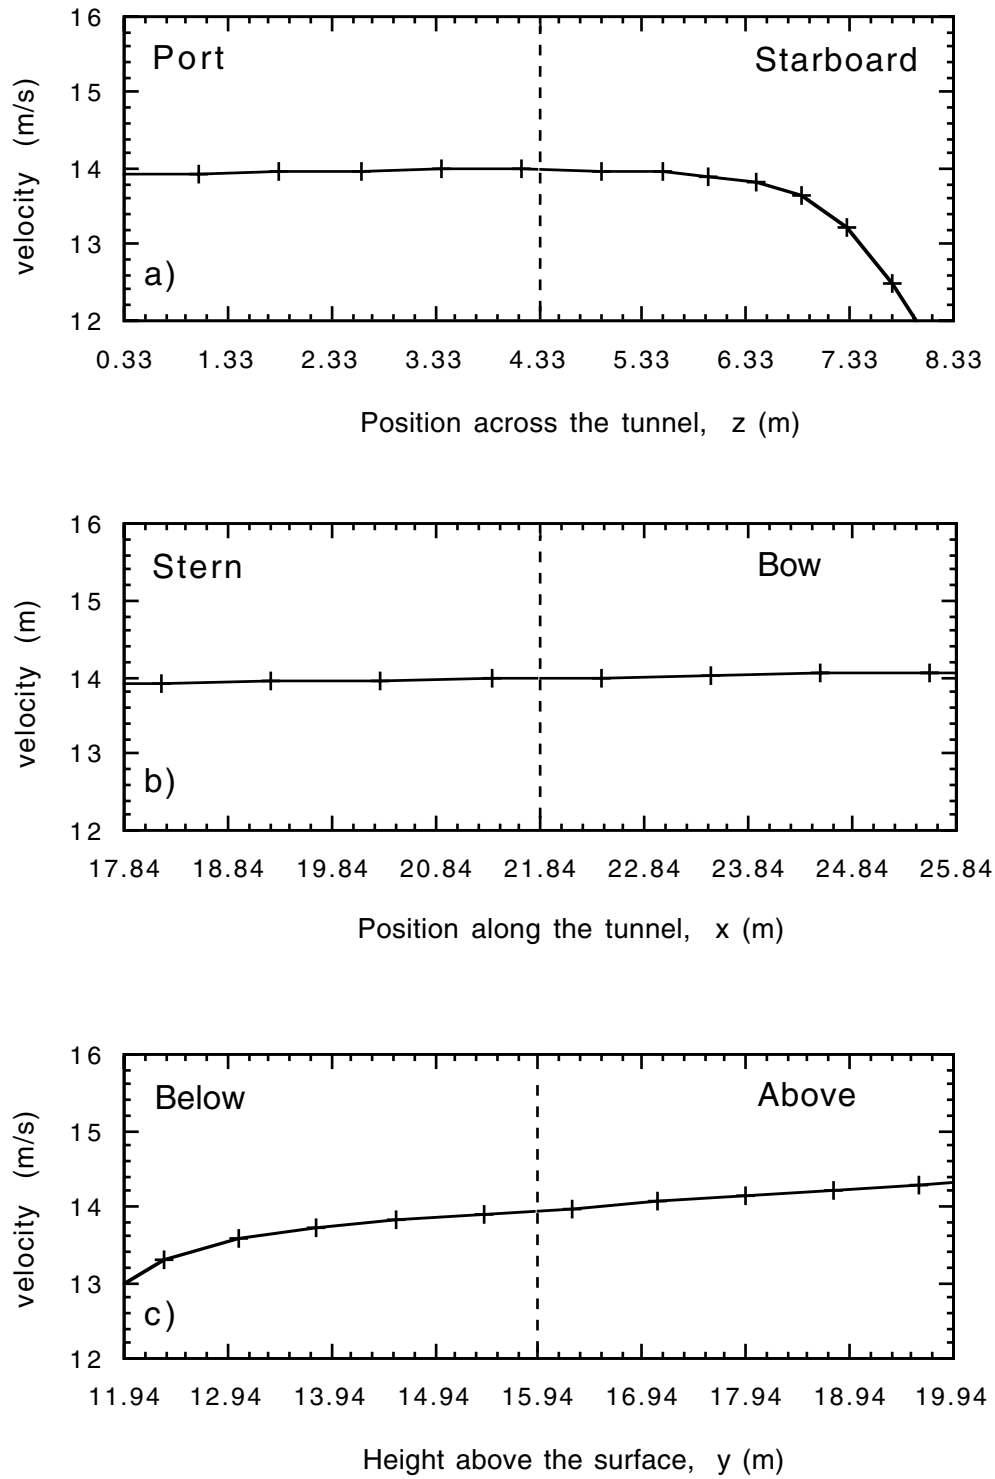 16
Port Starboard
15
velocity (m/s)
14
13
a)
12
0.33 1.33 2.33 3.33 4.33 5.33 6.33 7.33 8.33
Position across the tunnel, z (m)
16
Stern Bow
15
velocity (m)
14
13
b)
12
17.84 18.84 19.84 20.84 21.84 22.84 23.84 24.84 25.84
Position along the tunnel, x (m)
16
Below Above
15
velocity (m/s)
14
13
c)
12
11.94 12.94 13.94 14.94 15.94 16.94 17.94 18.94 19.94
Height above the surface, y (m)